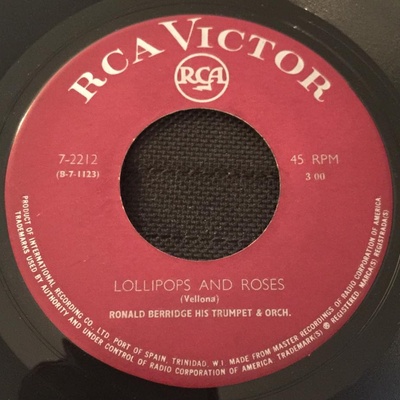 RCA VICTOR
RCA
7-2212
(B-7-1123)
45 RPM
3 00
LOLLIPOPS AND ROSES
(Vellona)
RONALD BERRIDGE HIS TRUMPET & ORCH.
PRODUCT OF INTERNATIONAL RECORDING CO., LTD. PORT OF SPAIN, TRINIDAD, W I MADE FROM MASTER RECORDINGS OF RADIO CORPORATION OF AMERICA
TRADEMARKS USED BY AUTHORITY AND UNDER CONTROL OF RADIO CORPORATION OF AMERICA TRADEMARK(S) ® REGISTERED. MARCA(S) REGISTRADA(S)